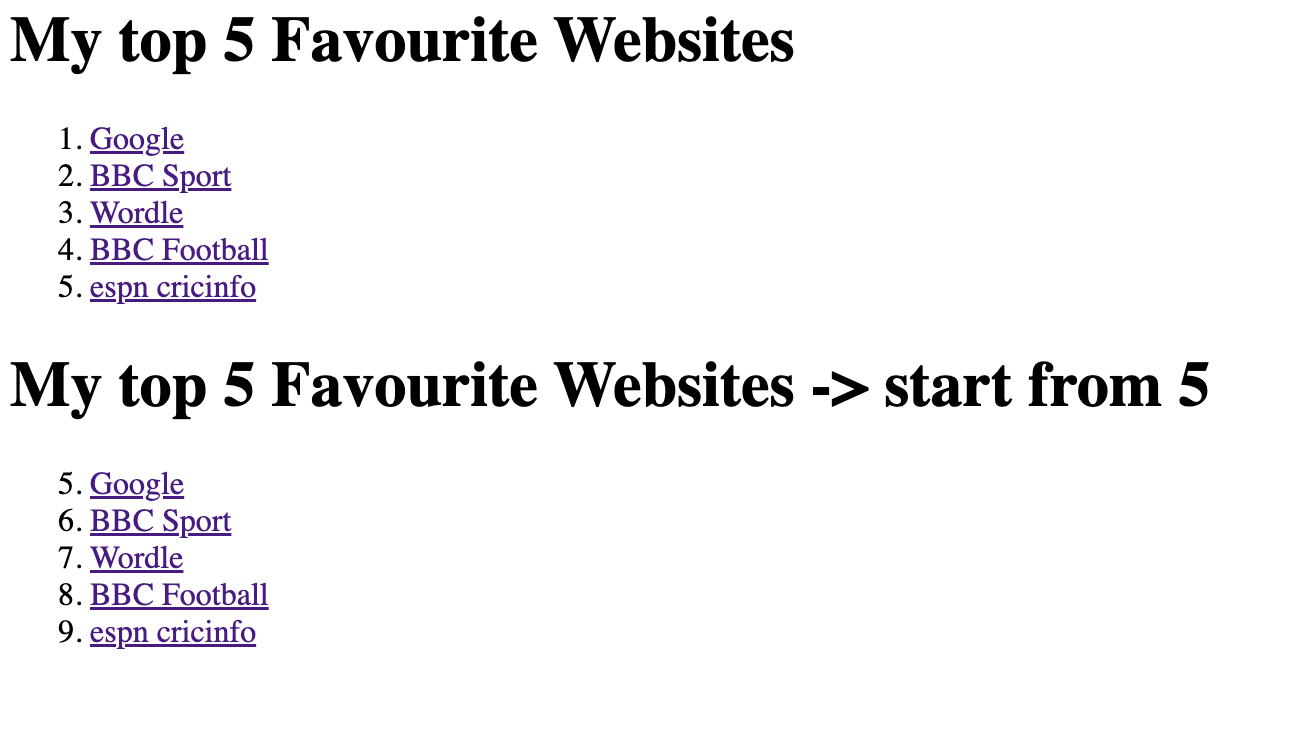 My top 5 Favourite Websites
1. Google
2. BBC Sport
3. Wordle
4. BBC Football
5. espn cricinfo
My top 5 Favourite Websites -> start from 5
5. Google
6. BBC Sport
7. Wordle
8. BBC Football
9. espn cricinfo